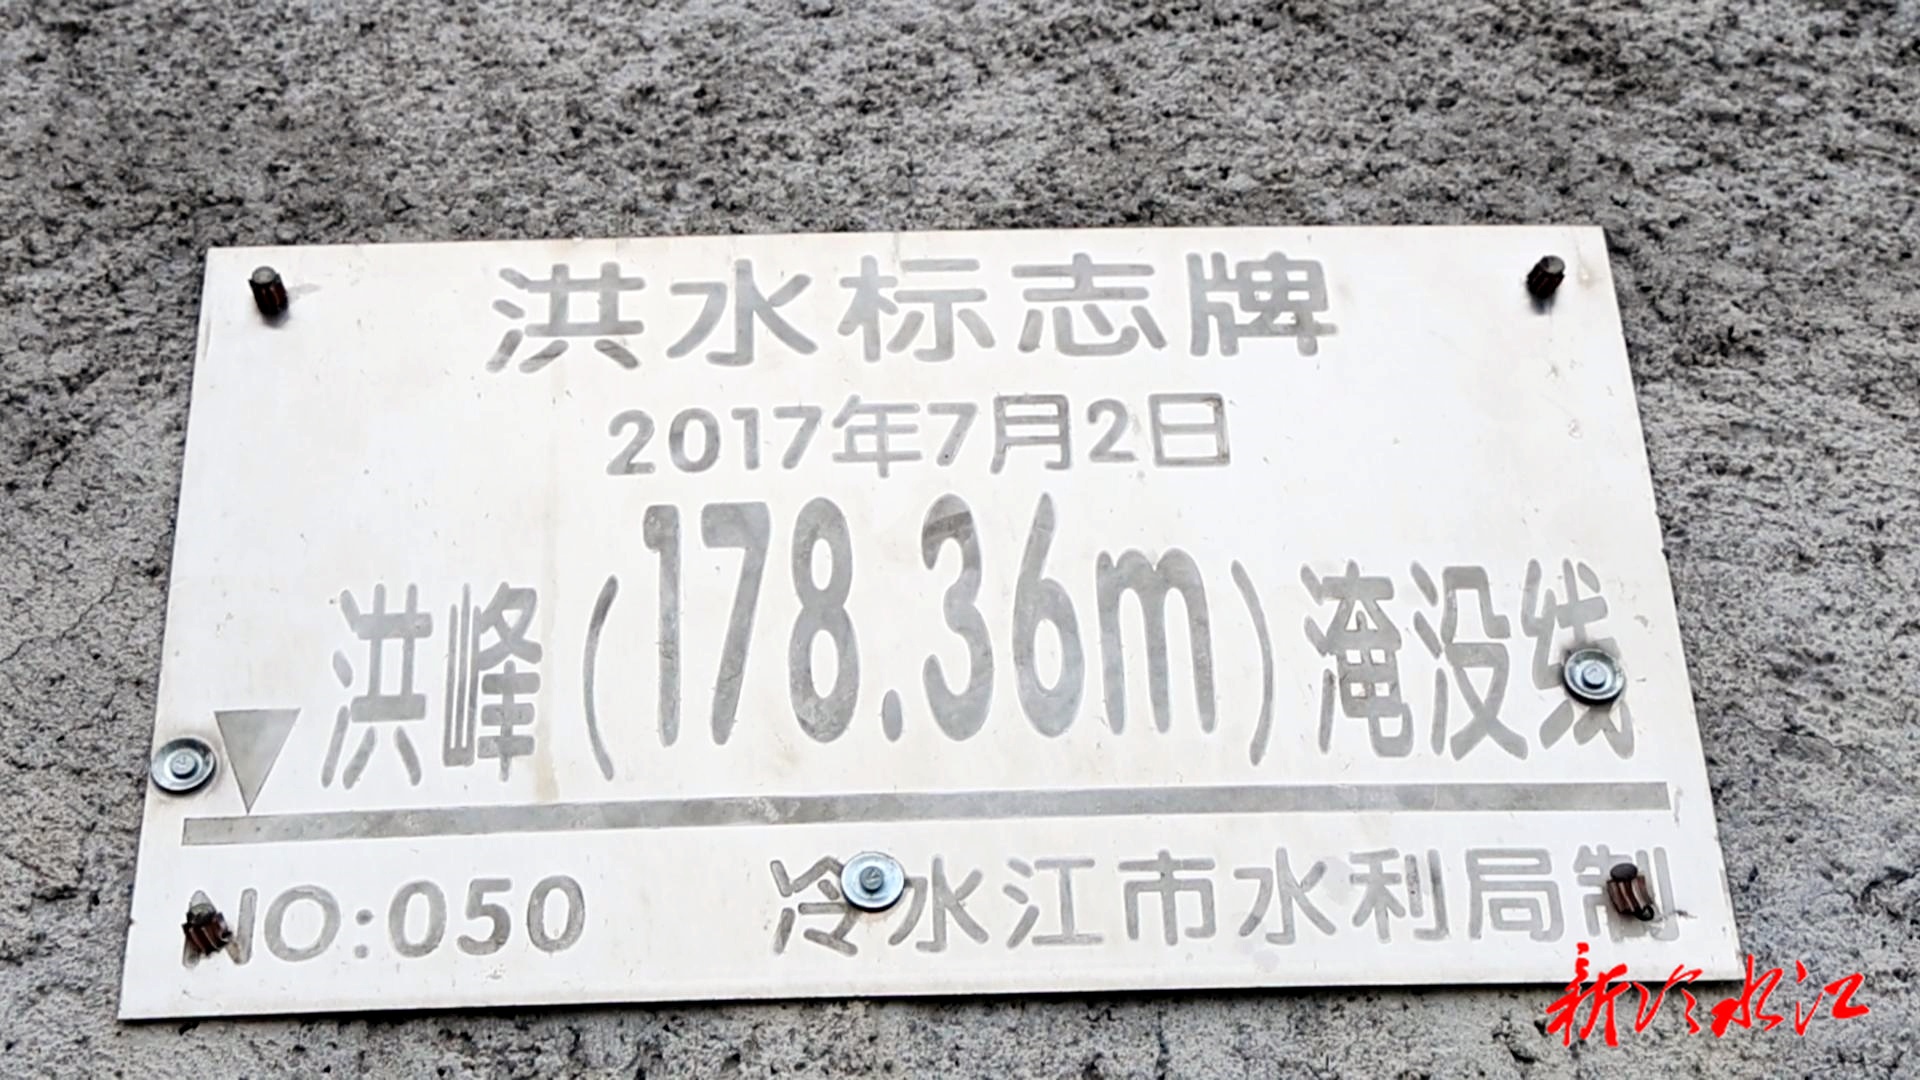 洪水标志牌
2017年7月2日
洪峰(178.36m)淹没线
NO:050
冷水江市水利局制
新冷水江